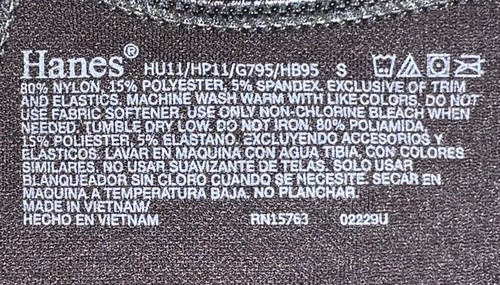 Hanes® HU11/HP11/G795/HB95 S
80% NYLON, 15% POLYESTER, 5% SPANDEX. EXCLUSIVE OF TRIM
AND ELASTICS. MACHINE WASH WARM WITH LIKE COLORS. DO NOT
USE FABRIC SOFTENER. USE ONLY NON-CHLORINE BLEACH WHEN
NEEDED. TUMBLE DRY LOW. DO NOT IRON. 80% POLIAMIDA,
15% POLIESTER, 5% ELASTANO. EXCLUYENDO ACCESORIOS Y
ELASTICOS. LAVAR EN MAQUINA CON AGUA TIBIA, CON COLORES
SIMILARES. NO USAR SUAVIZANTE DE TELAS. SOLO USAR
BLANQUEADOR SIN CLORO CUANDO SE NECESITE. SECAR EN
MAQUINA A TEMPERATURA BAJA. NO PLANCHAR.
MADE IN VIETNAM/
HECHO EN VIETNAM RN15763 02229U